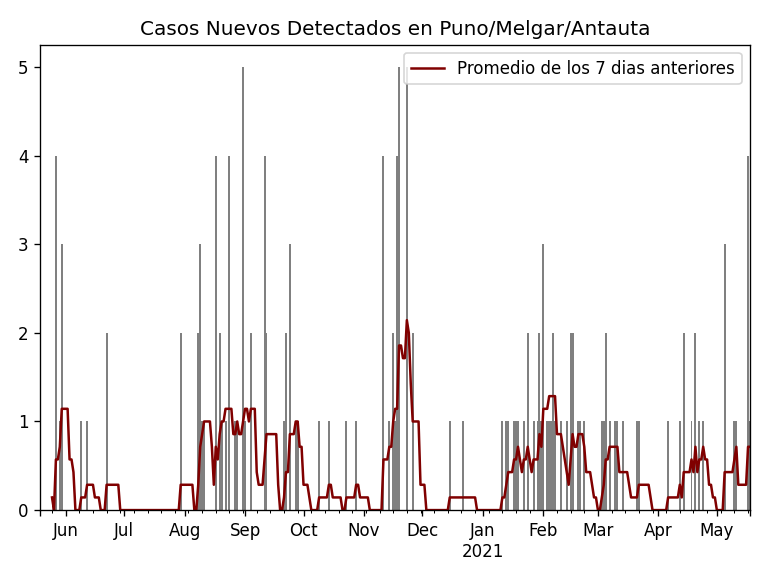 Casos Nuevos Detectados en Puno/Melgar/Antauta
Promedio de los 7 dias anteriores
5
4
3
2
1
0
Jun Jul Aug Sep Oct Nov Dec Jan Feb Mar Apr May
2021